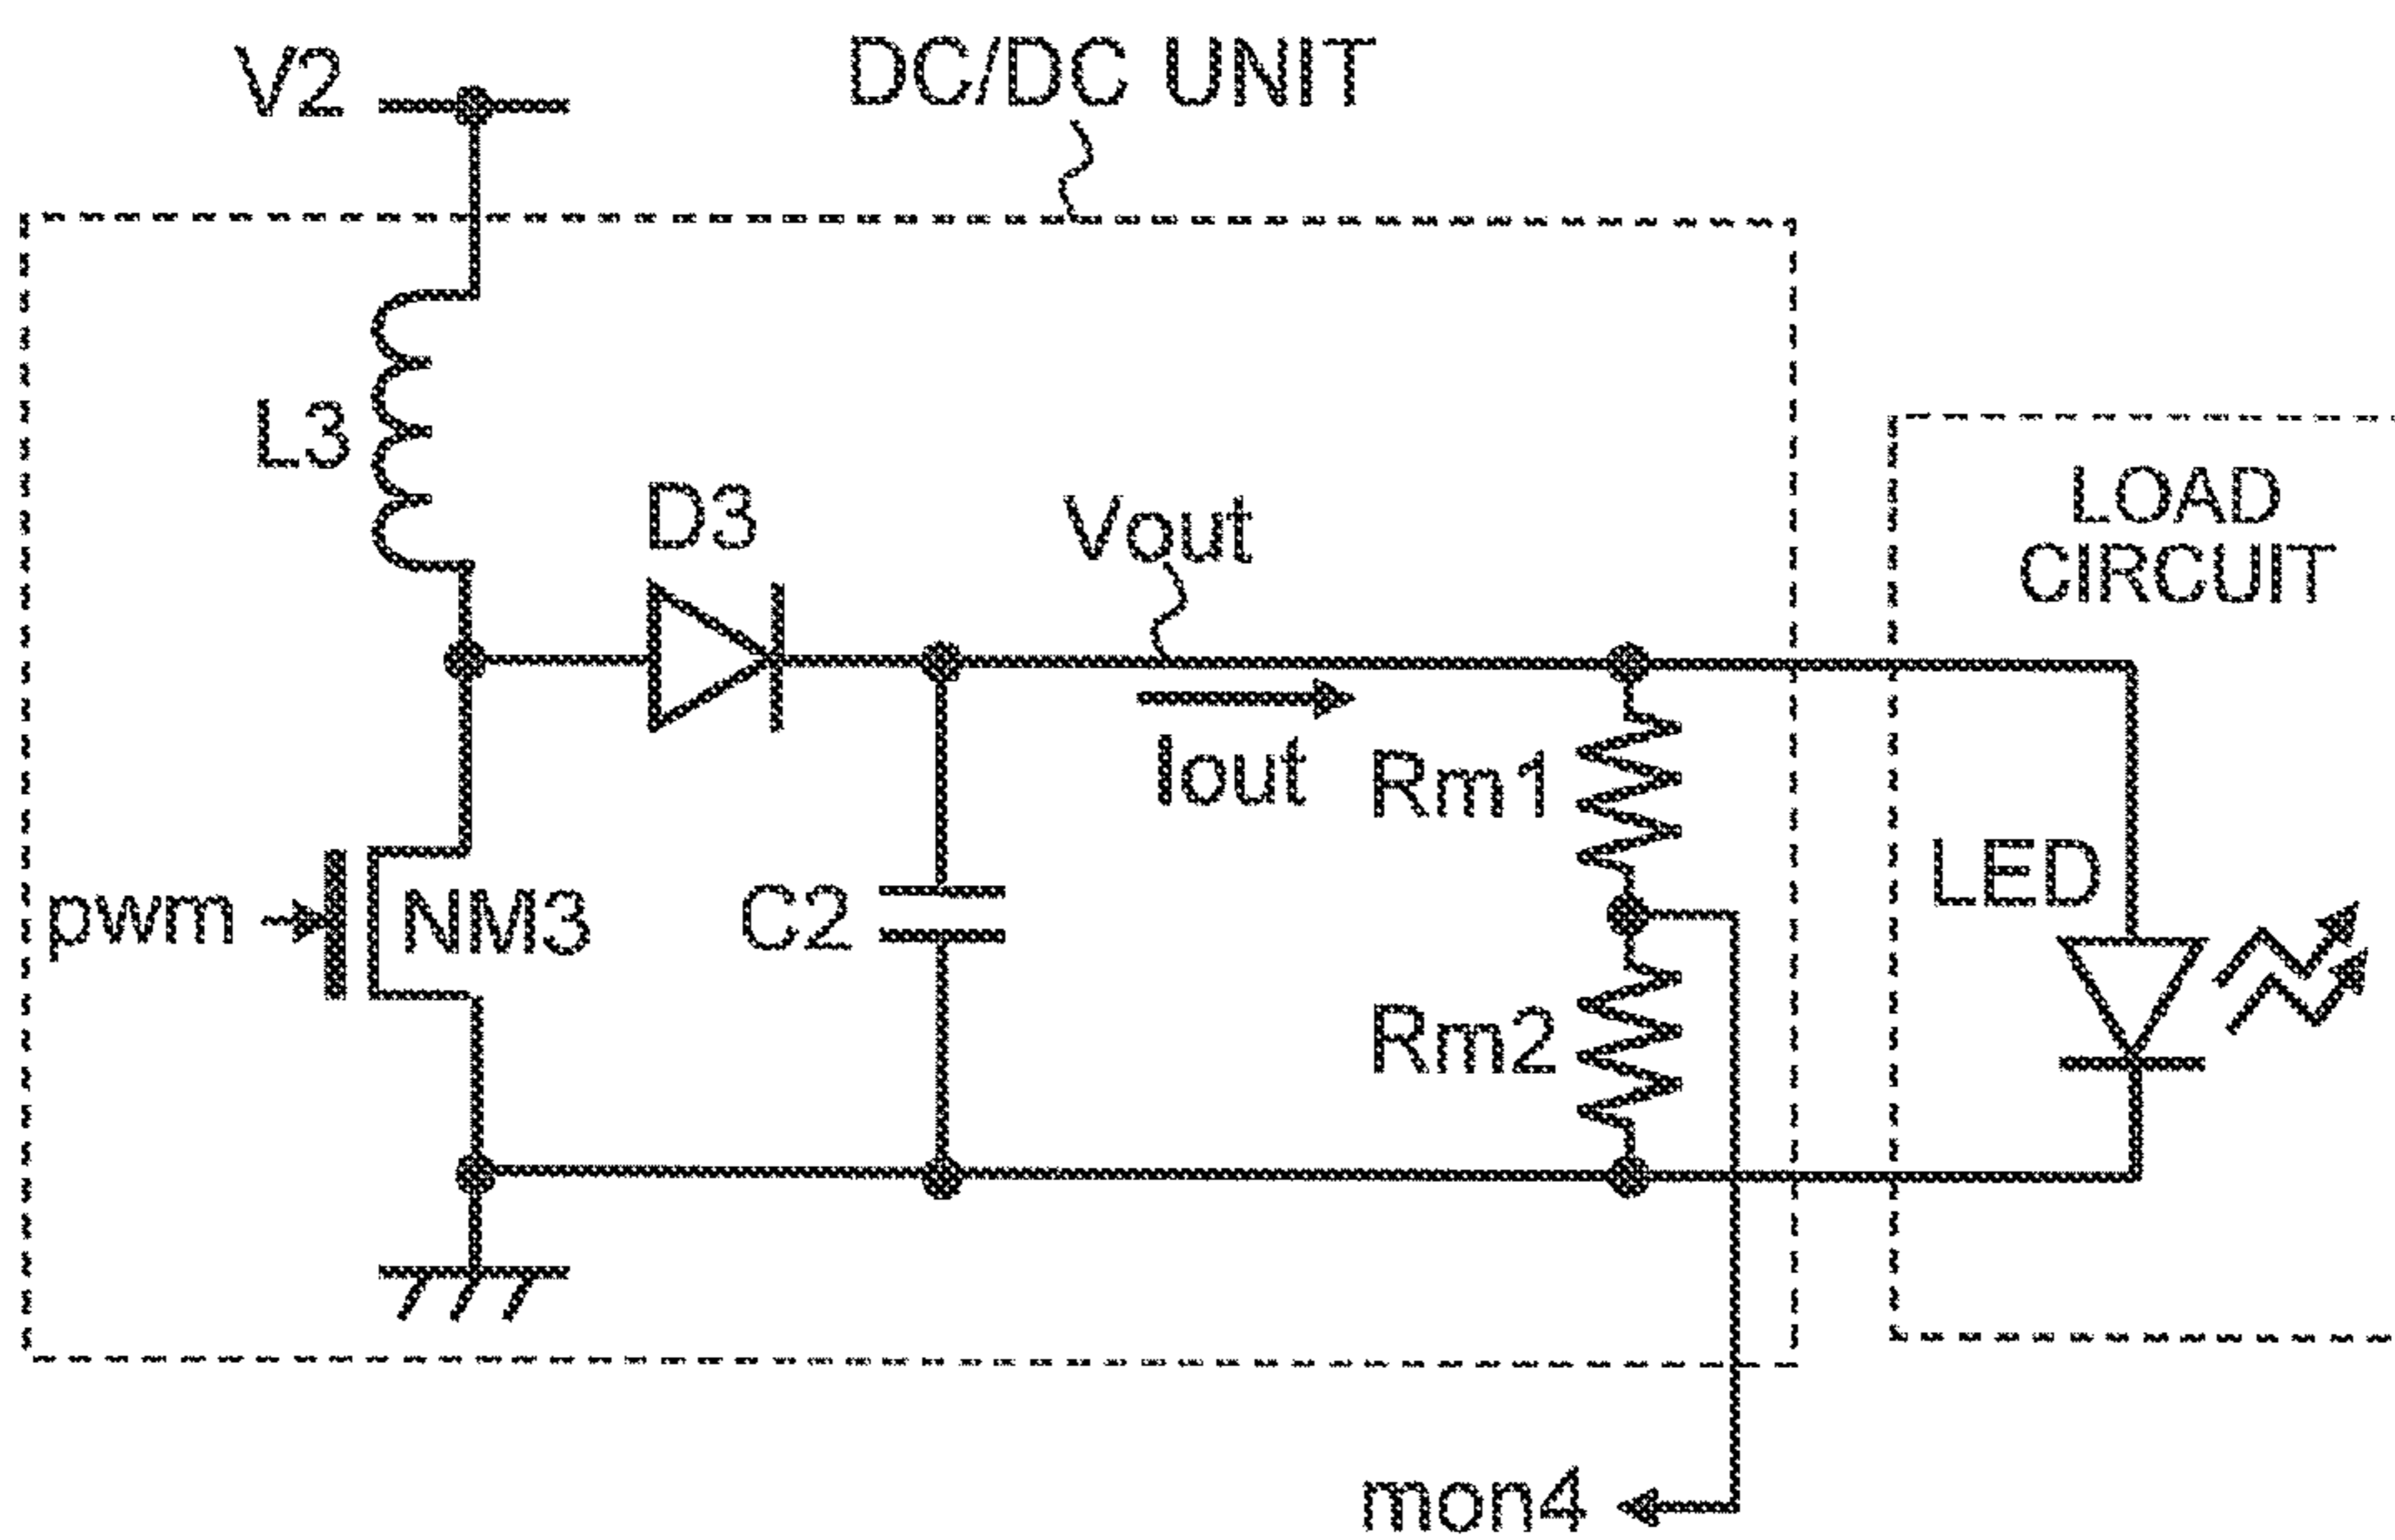 V2
DC/DC UNIT
L3
D3
Vout
LOAD
CIRCUIT
Iout
Rm1
LED
pwm
NM3
C2
Rm2
mon4